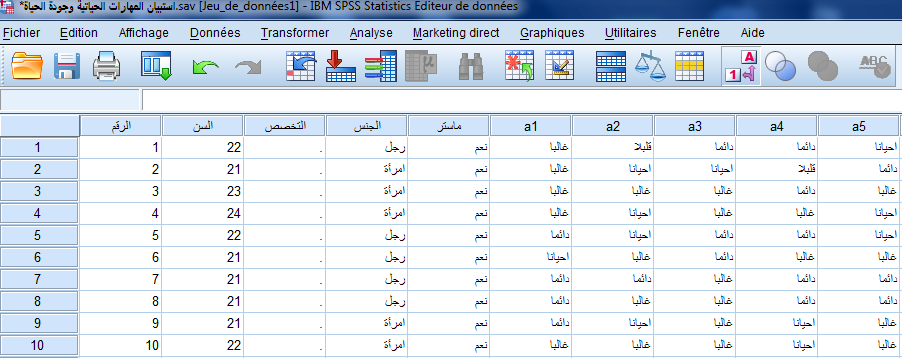 *استبيان المهارات الحياتية وجودة الحياة.sav [Jeu_de_données1] - IBM SPSS Statistics Editeur de données
Fichier Edition Affichage Données Transformer Analyse Marketing direct Graphiques Utilitaires Fenêtre Aide
الرقم السن التخصص الجنس ماستر a1 a2 a3 a4 a5
1 1 22 . رجل نعم غالبا قليلا دائما دائما احيانا
2 2 21 . امرأة نعم غالبا احيانا احيانا قليلا دائما
3 3 23 . امرأة نعم غالبا غالبا غالبا دائما غالبا
4 4 24 . امرأة نعم غالبا احيانا غالبا غالبا احيانا
5 5 22 . رجل نعم دائما احيانا دائما دائما احيانا
6 6 21 . رجل نعم احيانا غالبا دائما دائما غالبا
7 7 21 . رجل نعم دائما دائما غالبا دائما دائما
8 8 21 . رجل نعم دائما غالبا غالبا دائما دائما
9 9 21 . امرأة نعم دائما احيانا غالبا احيانا غالبا
10 10 22 . امرأة نعم غالبا غالبا غالبا احيانا غالبا